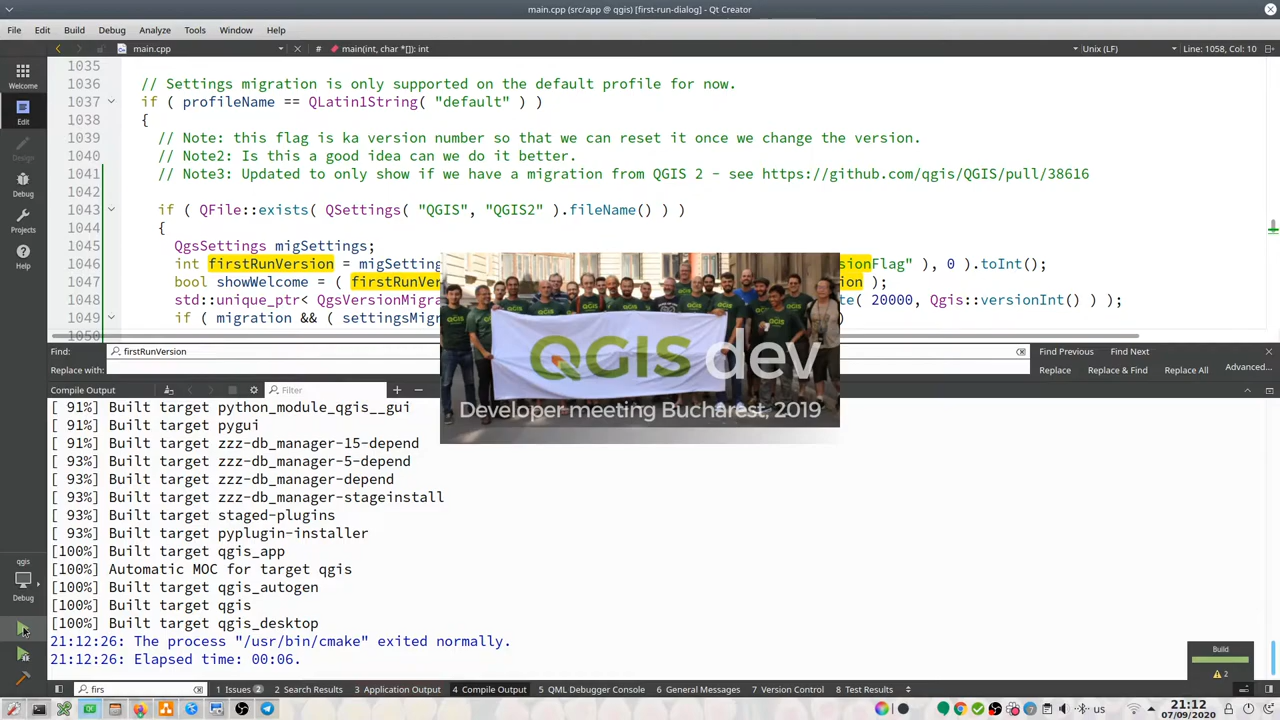 main.cpp (src/app @ qgis) [first-run-dialog] - Qt Creator
File Edit Build Debug Analyze Tools Window Help
main.cpp # main(int, char *[]): int Unix (LF) Line: 1058, Col: 10
Welcome
Edit
Design
Debug
Projects
Help
qgis
Debug
1035
1036 // Settings migration is only supported on the default profile for now.
1037 if ( profileName == QLatin1String( "default" ) )
1038 {
1039 // Note: this flag is ka version number so that we can reset it once we change the version.
1040 // Note2: Is this a good idea can we do it better.
1041 // Note3: Updated to only show if we have a migration from QGIS 2 - see https://github.com/qgis/QGIS/pull/38616
1042
1043 if ( QFile::exists( QSettings( "QGIS", "QGIS2" ).fileName() ) )
1044 {
1045 QgsSettings migSettings;
1046 int firstRunVersion = migSetting onFlag" ), 0 ).toInt();
1047 bool showWelcome = ( firstRunVer ion );
1048 std::unique_ptr< QgsVersionMigra te( 20000, Qgis::versionInt() ) );
1049 if ( migration && ( settingsMigr )
1050
QGIS dev
Developer meeting Bucharest, 2019
Find: firstRunVersion Find Previous Find Next
Replace with: Replace Replace & Find Replace All Advanced...
Compile Output Filter + −
[ 91%] Built target python_module_qgis__gui
[ 91%] Built target pygui
[ 91%] Built target zzz-db_manager-15-depend
[ 93%] Built target zzz-db_manager-5-depend
[ 93%] Built target zzz-db_manager-depend
[ 93%] Built target zzz-db_manager-stageinstall
[ 93%] Built target staged-plugins
[ 93%] Built target pyplugin-installer
[100%] Built target qgis_app
[100%] Automatic MOC for target qgis
[100%] Built target qgis_autogen
[100%] Built target qgis
[100%] Built target qgis_desktop
21:12:26: The process "/usr/bin/cmake" exited normally.
21:12:26: Elapsed time: 00:06.
Build
2
firs 1 Issues 2 2 Search Results 3 Application Output 4 Compile Output 5 QML Debugger Console 6 General Messages 7 Version Control 8 Test Results
us 21:12
07/09/2020